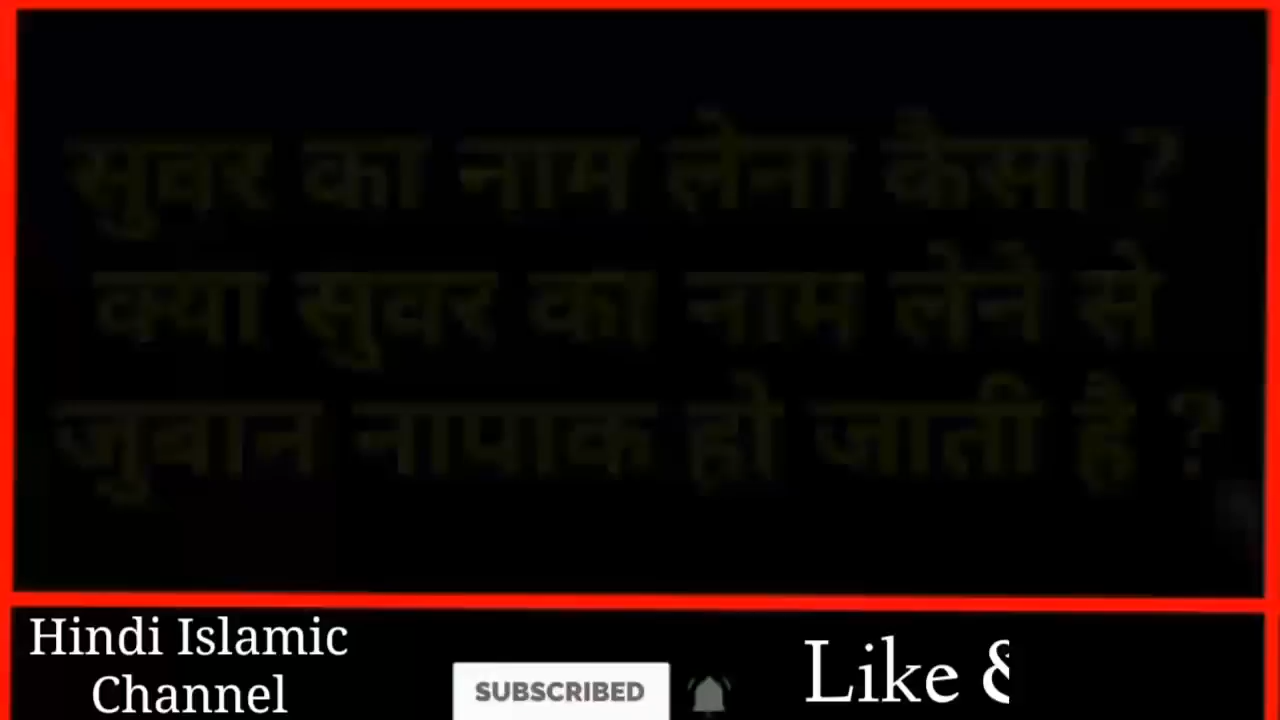 सुवर का नाम लेना कैसा ?
क्या सुवर का नाम लेने से
जुबान नापाक हो जाती है ?
Hindi Islamic
Channel
SUBSCRIBED
Like &